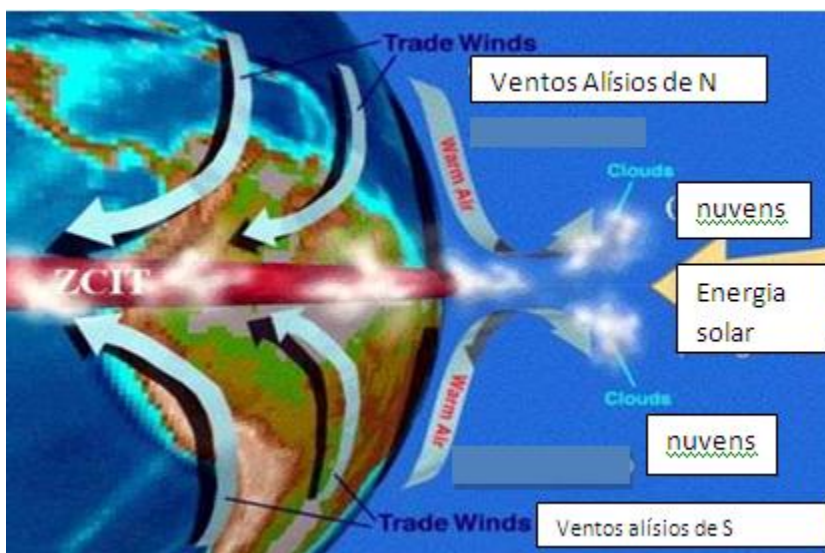 Trade Winds
Ventos Alísios de N
Warm Air
Clouds
nuvens
ZCIT
Energia
solar
Warm Air
Clouds
nuvens
Trade Winds
Ventos alísios de S